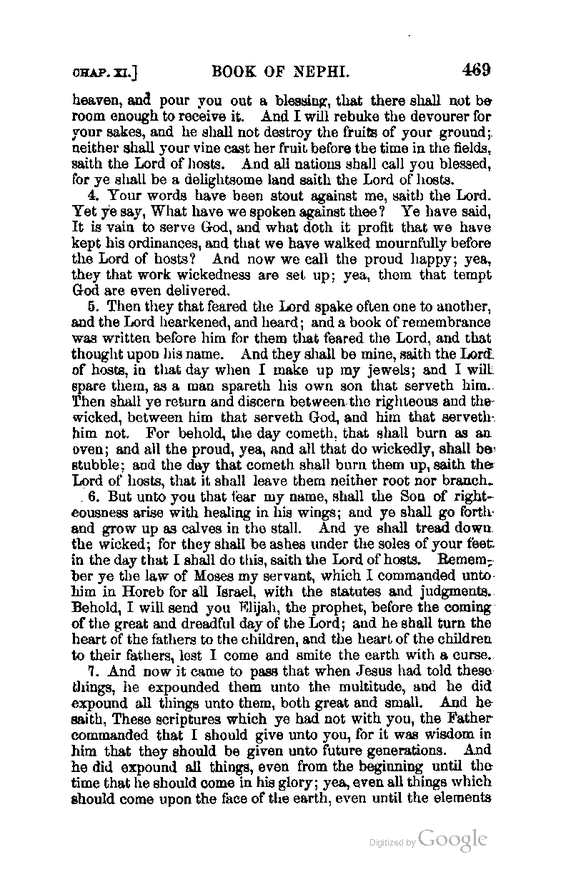 CHAP. XI.] BOOK OF NEPHI. 469
heaven, and pour you out a blessing, that there shall not be
room enough to receive it. And I will rebuke the devourer for
your sakes, and he shall not destroy the fruits of your ground;
neither shall your vine cast her fruit before the time in the fields,
saith the Lord of hosts. And all nations shall call you blessed,
for ye shall be a delightsome land saith the Lord of hosts.
4. Your words have been stout against me, saith the Lord.
Yet ye say, What have we spoken against thee? Ye have said,
It is vain to serve God, and what doth it profit that we have
kept his ordinances, and that we have walked mournfully before
the Lord of hosts? And now we call the proud happy; yea,
they that work wickedness are set up; yea, them that tempt
God are even delivered.
5. Then they that feared the Lord spake often one to another,
and the Lord hearkened, and heard; and a book of remembrance
was written before him for them that feared the Lord, and that
thought upon his name. And they shall be mine, saith the Lord
of hosts, in that day when I make up my jewels; and I will
spare them, as a man spareth his own son that serveth him.
Then shall ye return and discern between the righteous and the
wicked, between him that serveth God, and him that serveth
him not. For behold, the day cometh, that shall burn as an
oven; and all the proud, yea, and all that do wickedly, shall be
stubble; and the day that cometh shall burn them up, saith the
Lord of hosts, that it shall leave them neither root nor branch.
6. But unto you that fear my name, shall the Son of right-
eousness arise with healing in his wings; and ye shall go forth
and grow up as calves in the stall. And ye shall tread down
the wicked; for they shall be ashes under the soles of your feet
in the day that I shall do this, saith the Lord of hosts. Remem-
ber ye the law of Moses my servant, which I commanded unto
him in Horeb for all Israel, with the statutes and judgments.
Behold, I will send you Elijah, the prophet, before the coming
of the great and dreadful day of the Lord; and he shall turn the
heart of the fathers to the children, and the heart of the children
to their fathers, lest I come and smite the earth with a curse.
7. And now it came to pass that when Jesus had told these
things, he expounded them unto the multitude, and he did
expound all things unto them, both great and small. And he
saith, These scriptures which ye had not with you, the Father
commanded that I should give unto you, for it was wisdom in
him that they should be given unto future generations. And
he did expound all things, even from the beginning until the
time that he should come in his glory; yea, even all things which
should come upon the face of the earth, even until the elements
Digitized by Google